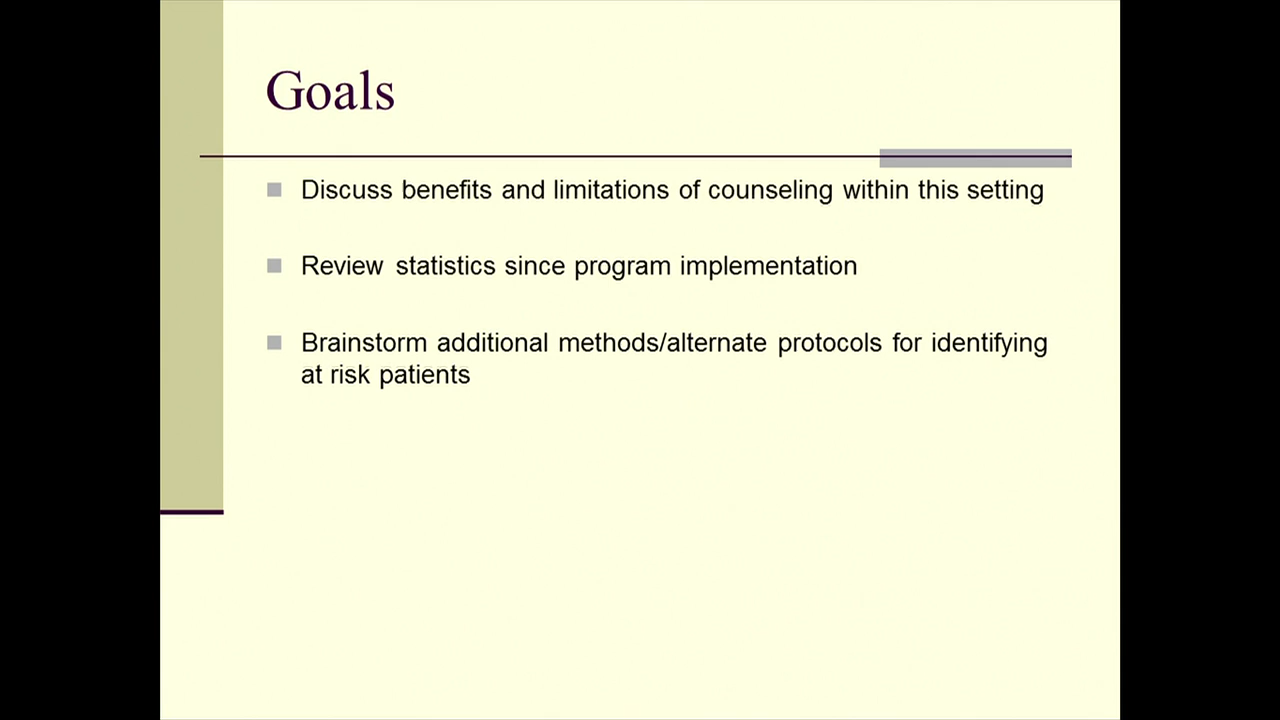 Goals
Discuss benefits and limitations of counseling within this setting
Review statistics since program implementation
Brainstorm additional methods/alternate protocols for identifying
at risk patients